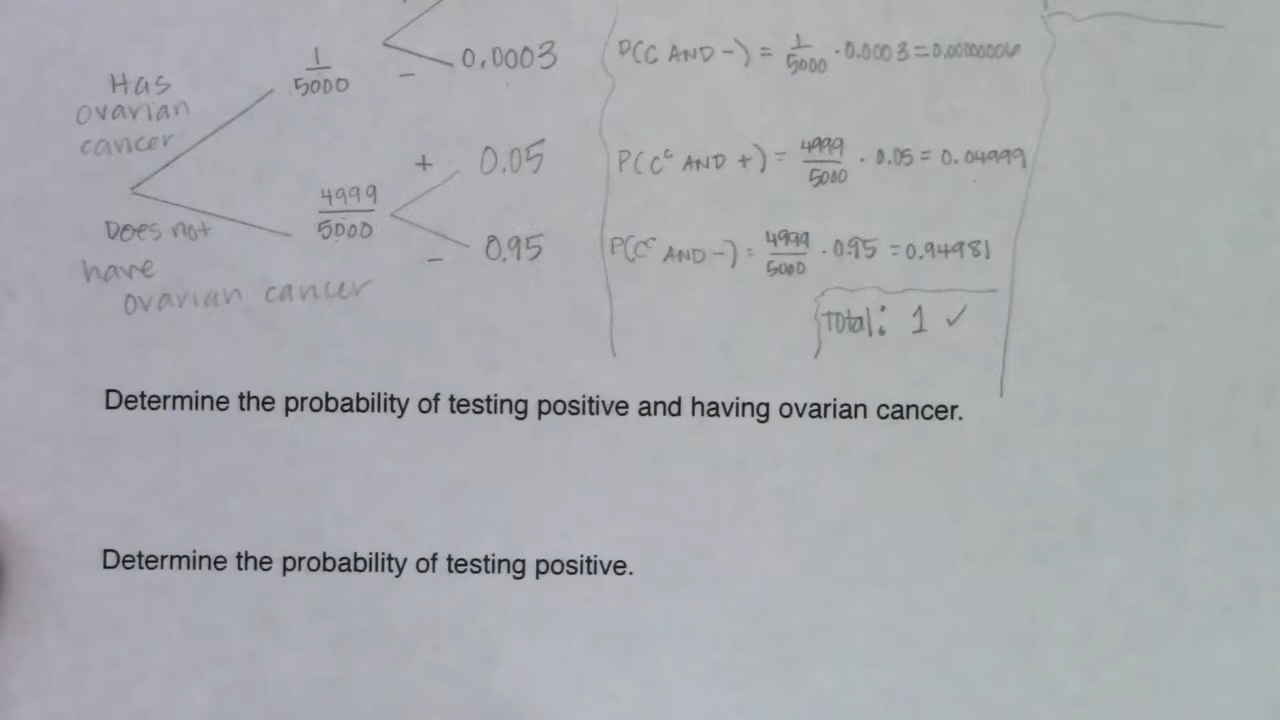 1/5000
- 0.0003
P(C AND -) = 1/5000 · 0.0003 = 0.00000006
Has
ovarian
cancer
+ 0.05
P(Cᶜ AND +) = 4999/5000 · 0.05 = 0.04999
4999/5000
Does not
have
ovarian cancer
- 0.95
P(Cᶜ AND -) = 4999/5000 · 0.95 = 0.94981
Total: 1 ✓
Determine the probability of testing positive and having ovarian cancer.
Determine the probability of testing positive.